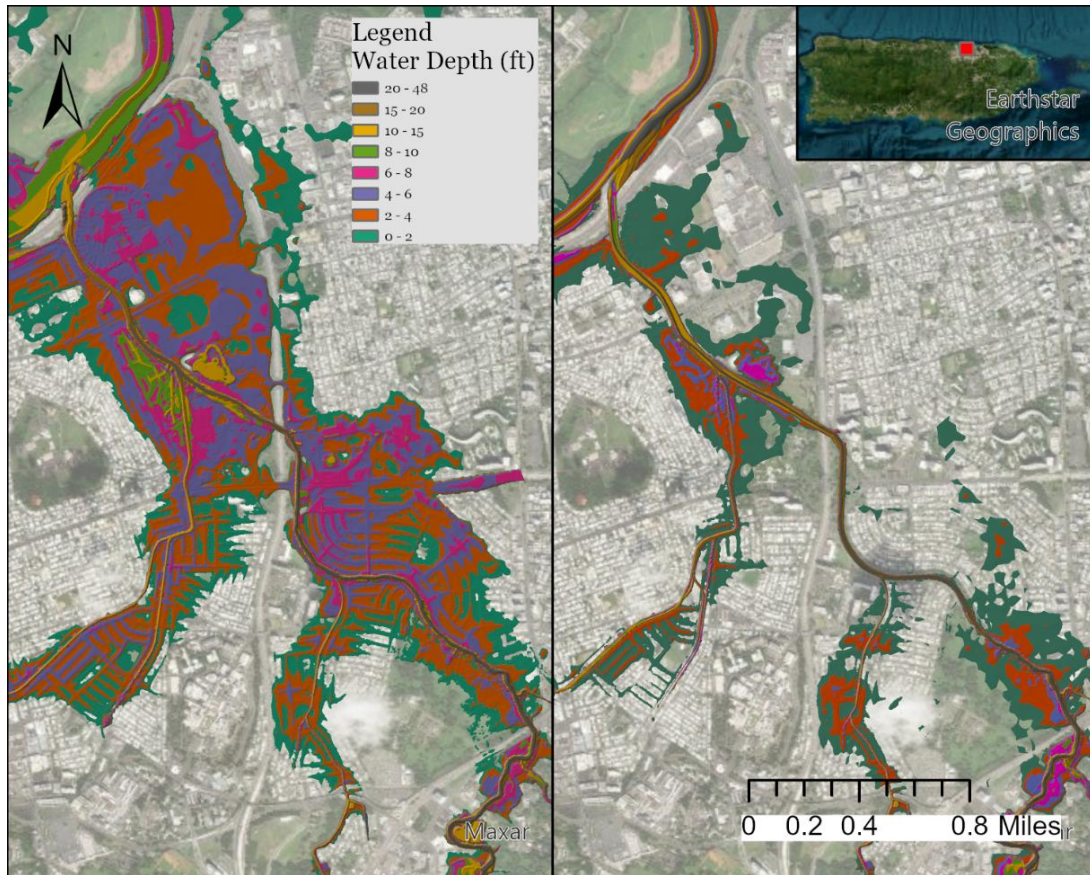 N
Legend
Water Depth (ft)
20 - 48
15 - 20
10 - 15
8 - 10
6 - 8
4 - 6
2 - 4
0 - 2
Earthstar
Geographics
Maxar
0 0.2 0.4 0.8 Miles